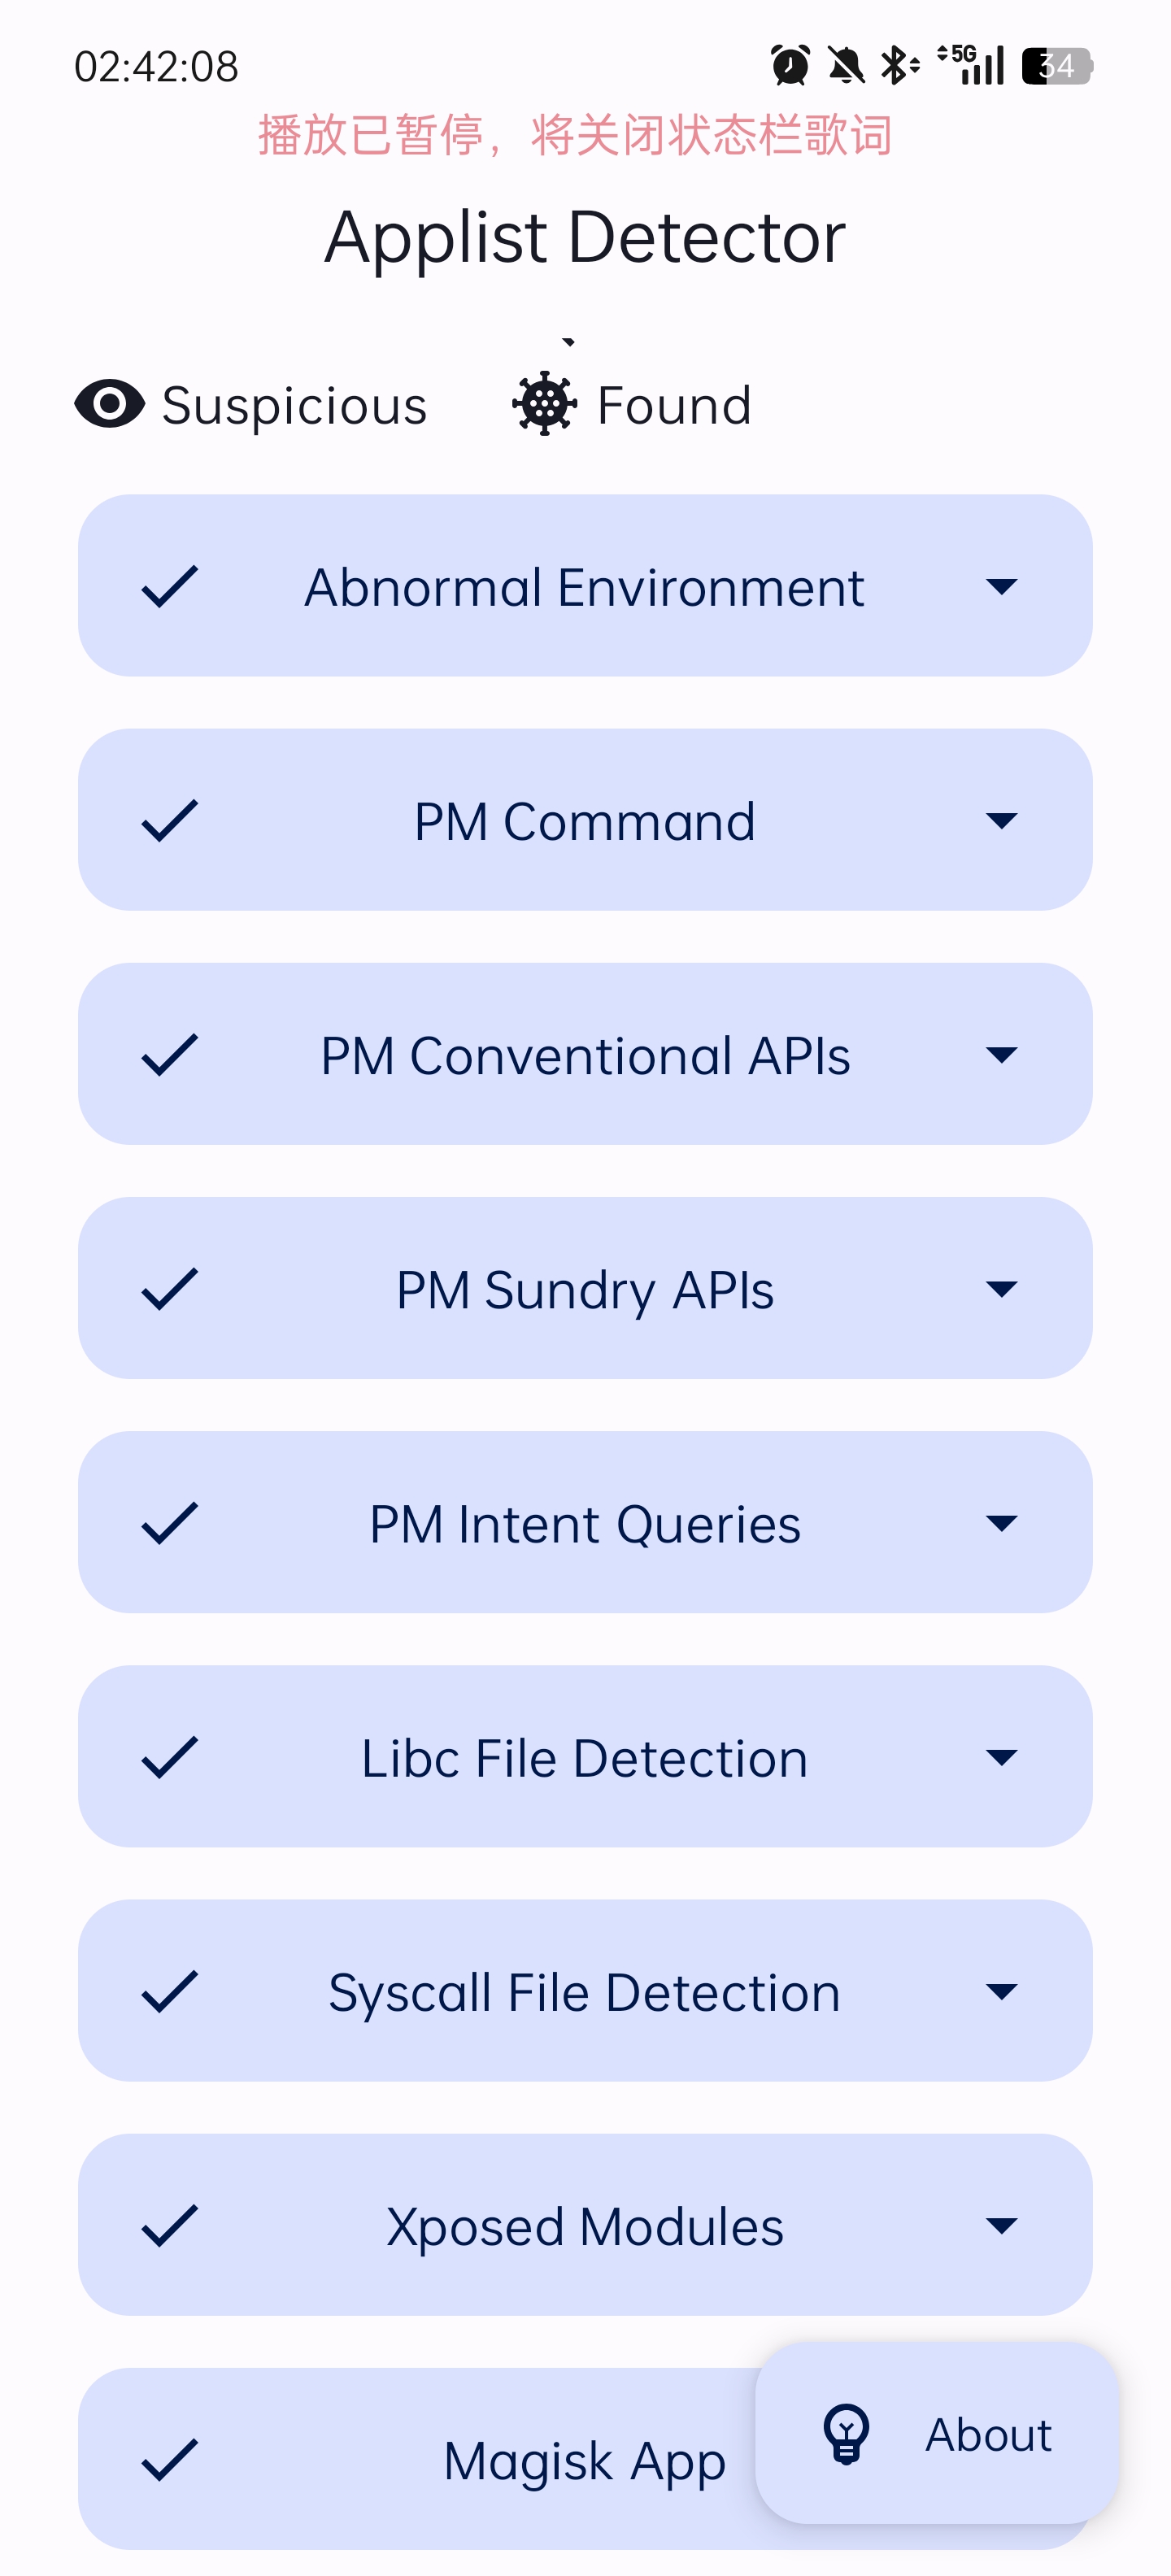 02:42:08 5G 34
播放已暂停，将关闭状态栏歌词
Applist Detector
Suspicious Found
Abnormal Environment
PM Command
PM Conventional APIs
PM Sundry APIs
PM Intent Queries
Libc File Detection
Syscall File Detection
Xposed Modules
Magisk App
About